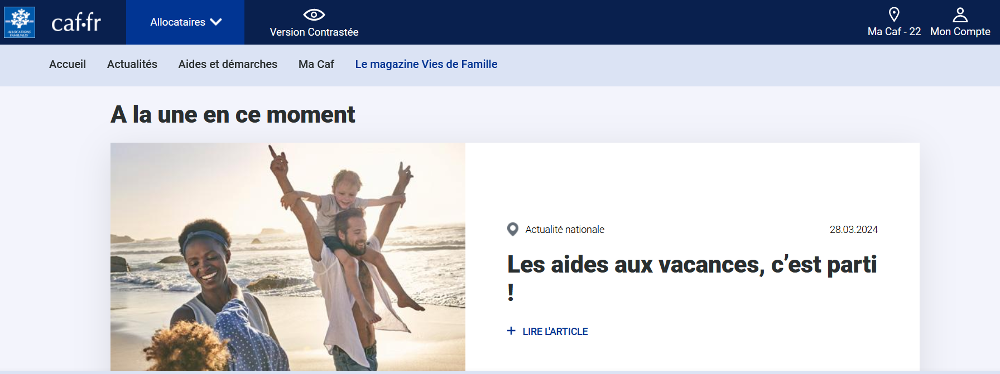 ALLOCATIONS
FAMILIALES
caf.fr
Allocataires
Version Contrastée
Ma Caf - 22
Mon Compte
Accueil
Actualités
Aides et démarches
Ma Caf
Le magazine Vies de Famille
A la une en ce moment
Actualité nationale
28.03.2024
Les aides aux vacances, c’est parti
!
+ LIRE L'ARTICLE